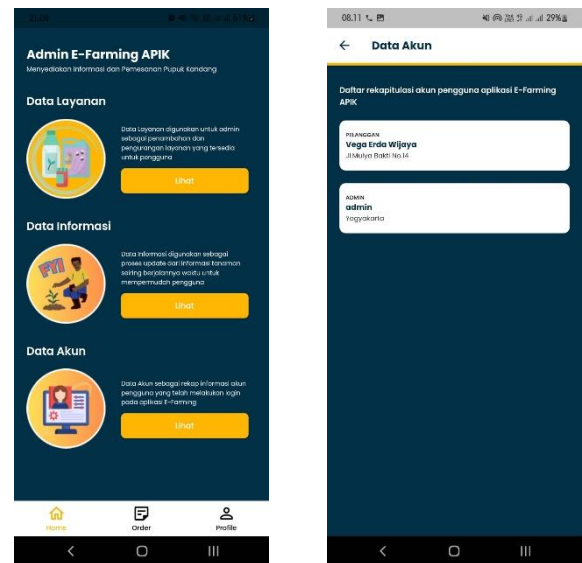 Admin E-Farming APIK
Menyediakan Informasi dan Pemesanan Pupuk Kandang
Data Layanan
Data Layanan digunakan untuk admin
sebagai penambahan dan
pengurangan layanan yang tersedia
untuk pengguna
Lihat
Data Informasi
FYI
Data Informasi digunakan sebagai
proses update dari informasi tanaman
seiring berjalannya waktu untuk
mempermudah pengguna
Lihat
Data Akun
Data Akun sebagai rekap informasi akun
pengguna yang telah melakukan login
pada aplikasi E-Farming
Lihat
Home
Order
Profile
08.11
29%
Data Akun
Daftar rekapitulasi akun pengguna aplikasi E-Farming
APIK
PELANGGAN
Vega Erda Wijaya
Jl.Mulya Bakti No.14
ADMIN
admin
Yogyakarta